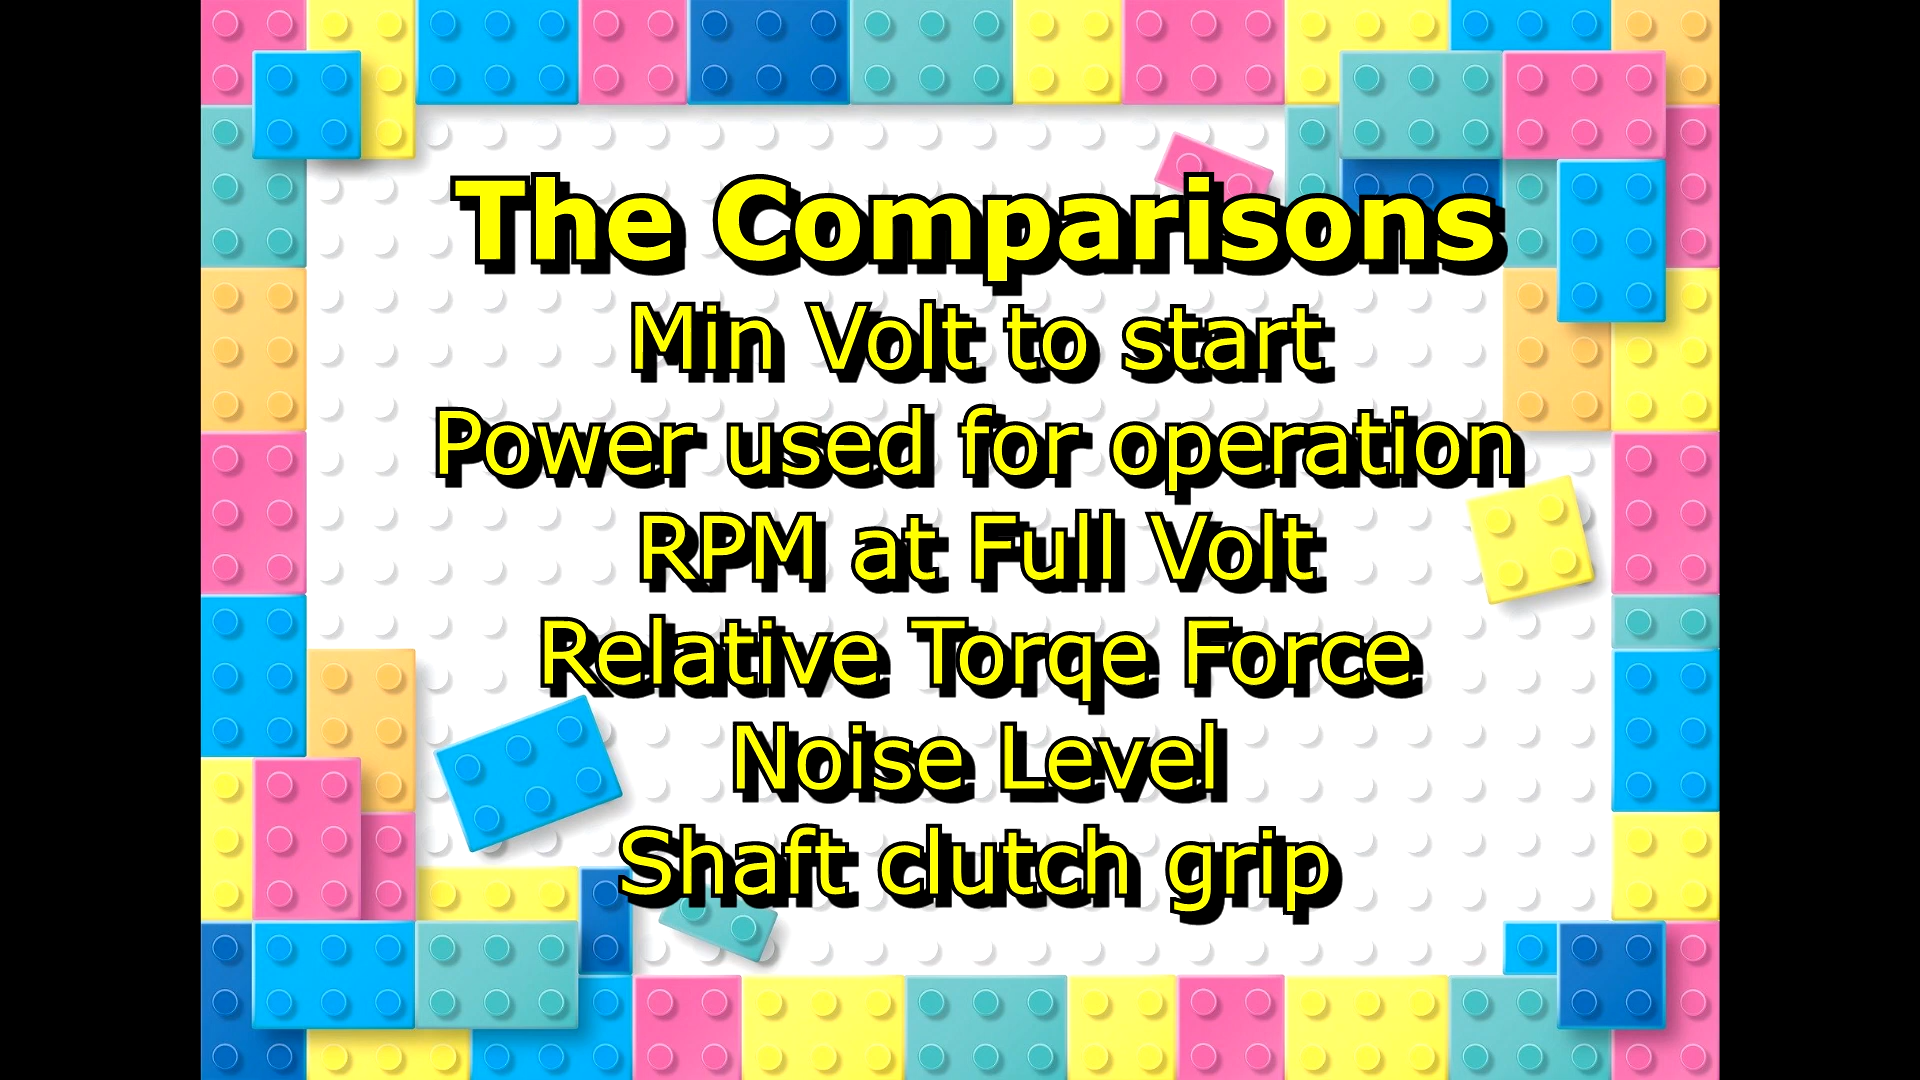 The Comparisons
Min Volt to start
Power used for operation
RPM at Full Volt
Relative Torqe Force
Noise Level
Shaft clutch grip